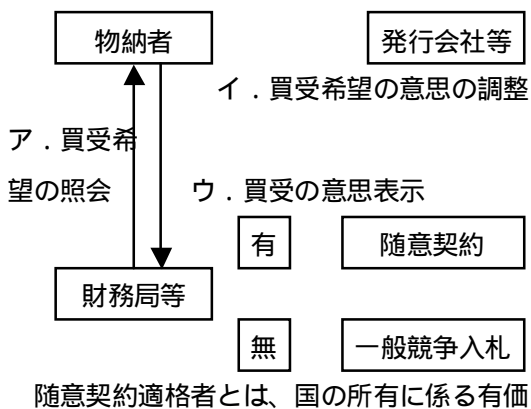 物納者
発行会社等
イ．買受希望の意思の調整
ア．買受希
望の照会
ウ．買受の意思表示
有
随意契約
財務局等
無
一般競争入札
随意契約適格者とは、国の所有に係る有価